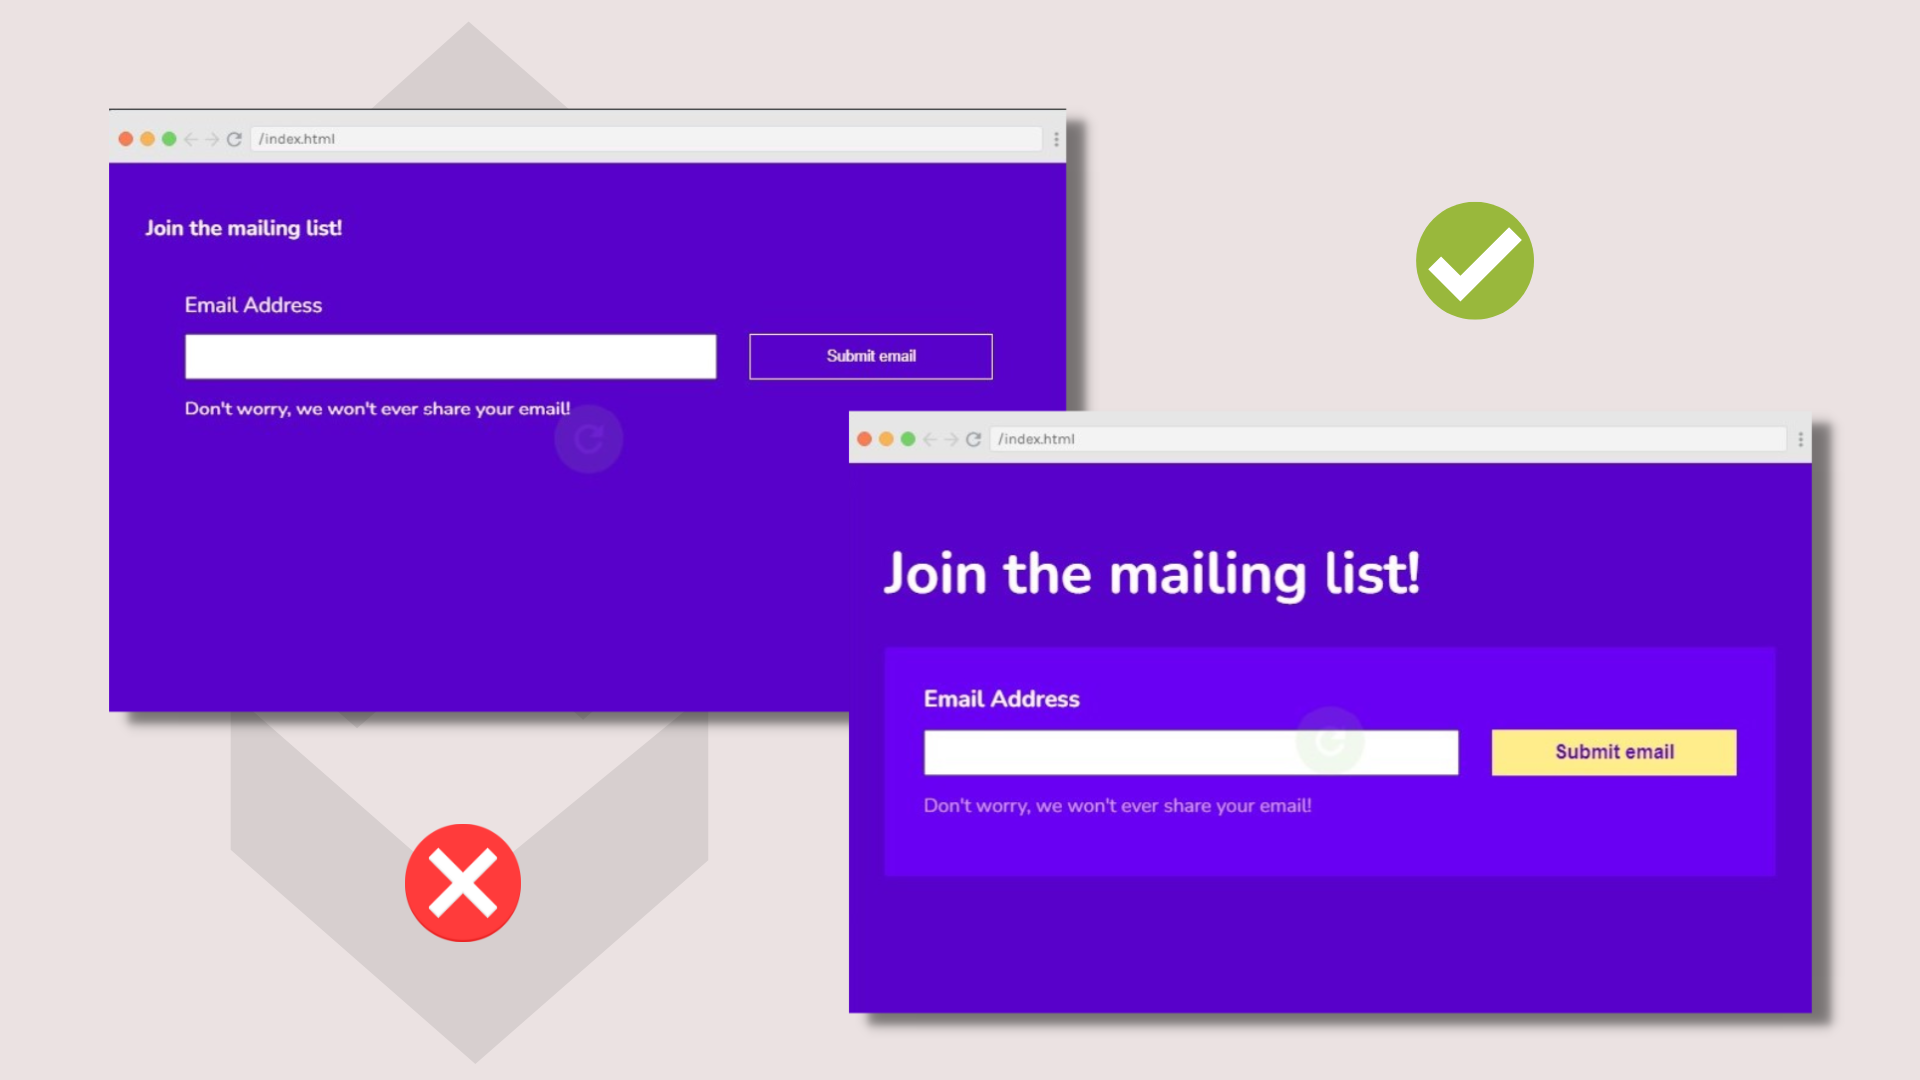 /index.html
Join the mailing list!
Email Address
Submit email
Don't worry, we won't ever share your email!
/index.html
Join the mailing list!
Email Address
Submit email
Don't worry, we won't ever share your email!